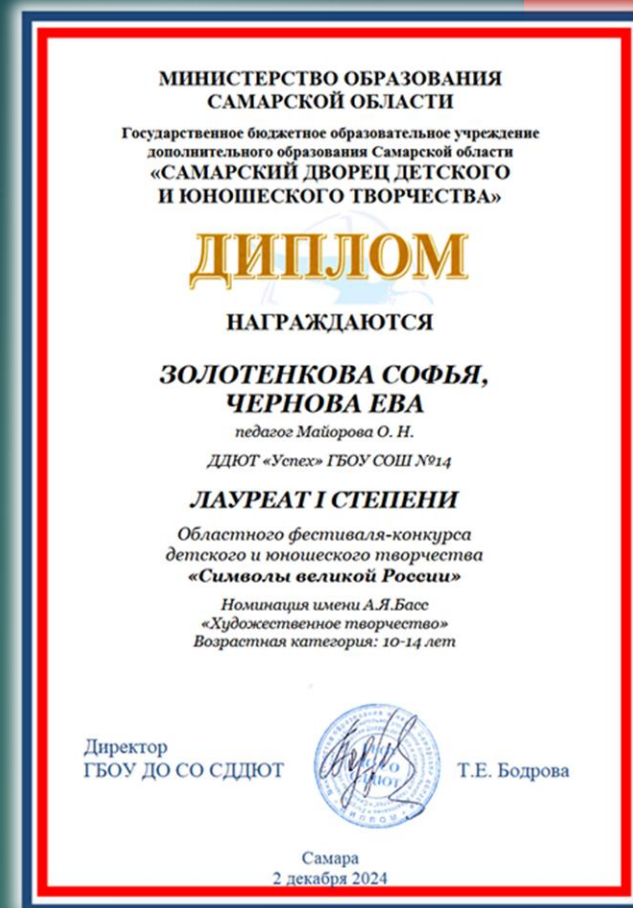 МИНИСТЕРСТВО ОБРАЗОВАНИЯ
САМАРСКОЙ ОБЛАСТИ
Государственное бюджетное образовательное учреждение
дополнительного образования Самарской области
«САМАРСКИЙ ДВОРЕЦ ДЕТСКОГО
И ЮНОШЕСКОГО ТВОРЧЕСТВА»
ДИПЛОМ
НАГРАЖДАЮТСЯ
ЗОЛОТЕНКОВА СОФЬЯ,
ЧЕРНОВА ЕВА
педагог Майорова О. Н.
ДДЮТ «Успех» ГБОУ СОШ №14
ЛАУРЕАТ I СТЕПЕНИ
Областного фестиваля-конкурса
детского и юношеского творчества
«Символы великой России»
Номинация имени А.Я.Басс
«Художественное творчество»
Возрастная категория: 10-14 лет
Директор
ГБОУ ДО СО СДДЮТ
Т.Е. Бодрова
Самара
2 декабря 2024